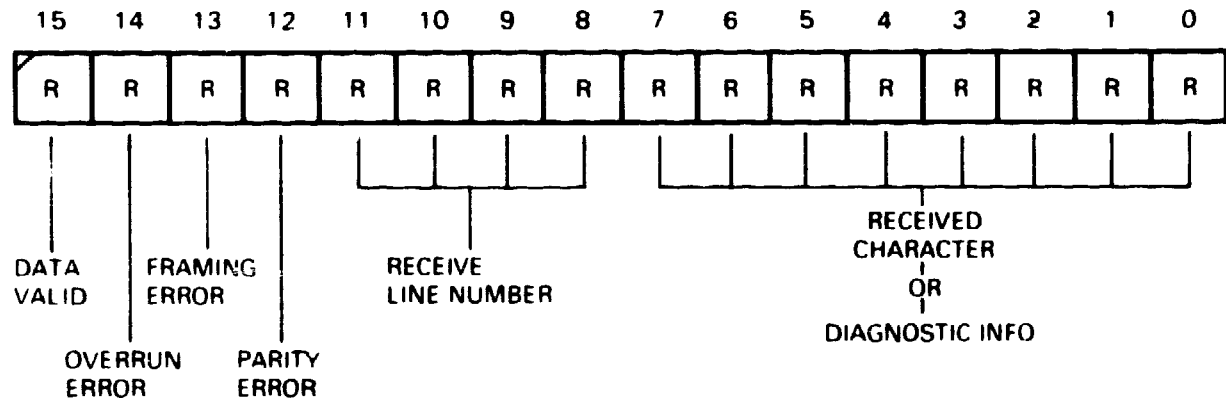 15 14 13 12 11 10 9 8 7 6 5 4 3 2 1 0
R R R R R R R R R R R R R R R R
DATA
VALID
OVERRUN
ERROR
FRAMING
ERROR
PARITY
ERROR
RECEIVE
LINE NUMBER
RECEIVED
CHARACTER
OR
DIAGNOSTIC INFO